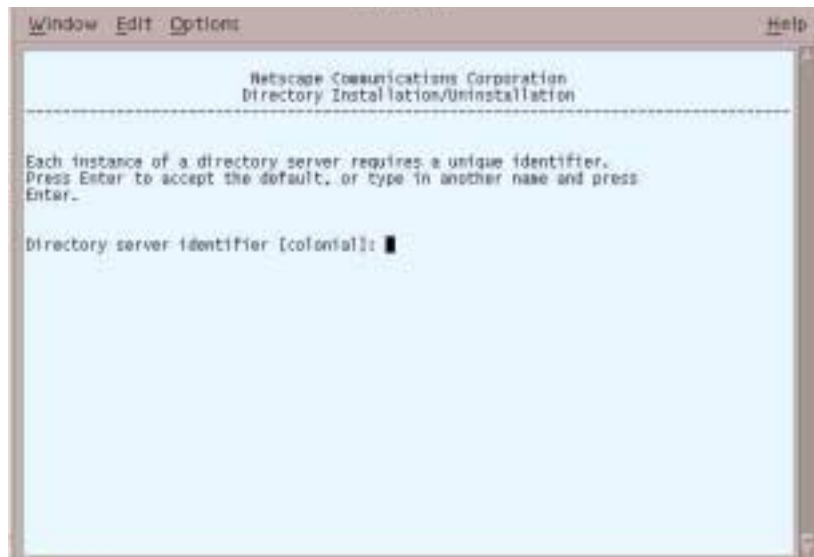 Window Edit Options Help
Netscape Communications Corporation
Directory Installation/Uninstallation
Each instance of a directory server requires a unique identifier.
Press Enter to accept the default, or type in another name and press
Enter.
Directory server identifier [colonial]: